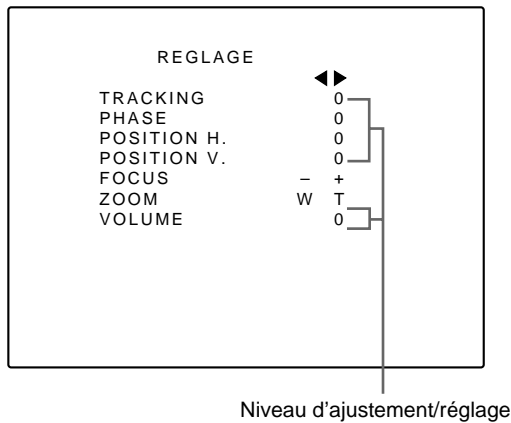 REGLAGE
◀ ▶
TRACKING 0
PHASE 0
POSITION H. 0
POSITION V. 0
FOCUS – +
ZOOM W T
VOLUME 0
Niveau d'ajustement/réglage